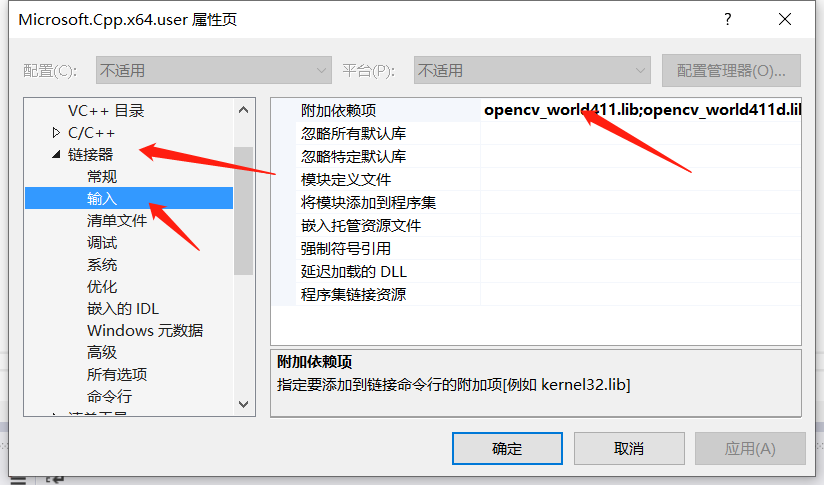 Microsoft.Cpp.x64.user 属性页
配置(C): 不适用 平台(P): 不适用 配置管理器(O)...
VC++ 目录
C/C++
链接器
常规
输入
清单文件
调试
系统
优化
嵌入的 IDL
Windows 元数据
高级
所有选项
命令行
附加依赖项 opencv_world411.lib;opencv_world411d.lil
忽略所有默认库
忽略特定默认库
模块定义文件
将模块添加到程序集
嵌入托管资源文件
强制符号引用
延迟加载的 DLL
程序集链接资源
附加依赖项
指定要添加到链接命令行的附加项[例如 kernel32.lib]
确定 取消 应用(A)